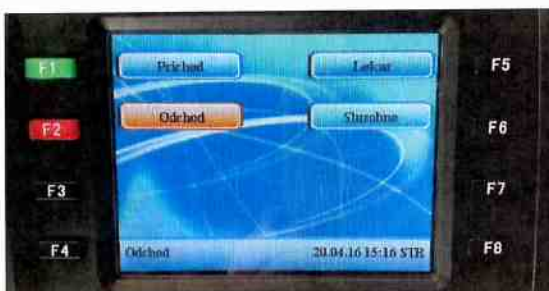 F1 Prichod Lekar F5
F2 Odchod Sluzobne F6
F3 F7
F4 Odchod 20.04.16 15:16 STR F8